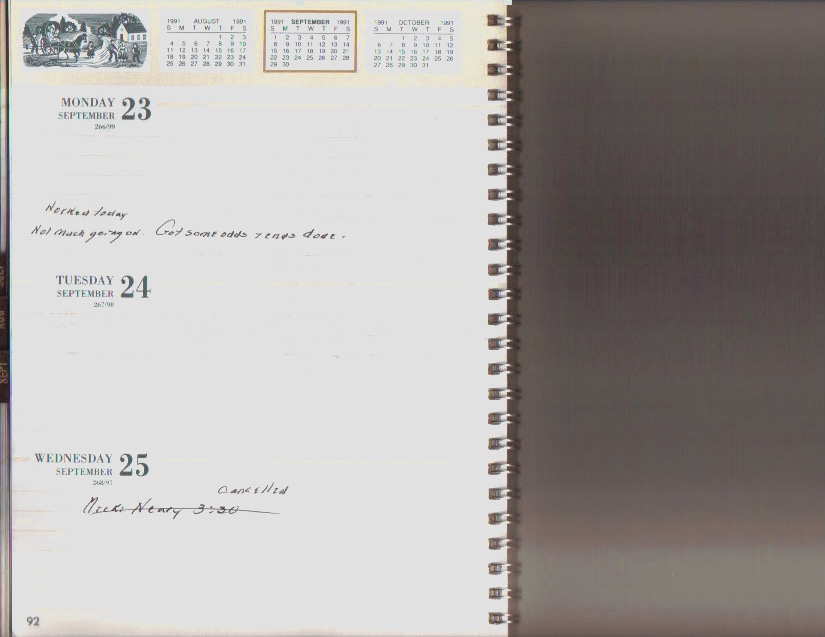 1991 AUGUST 1991
S M T W T F S
1 2 3
4 5 6 7 8 9 10
11 12 13 14 15 16 17
18 19 20 21 22 23 24
25 26 27 28 29 30 31
1991 SEPTEMBER 1991
S M T W T F S
1 2 3 4 5 6 7
8 9 10 11 12 13 14
15 16 17 18 19 20 21
22 23 24 25 26 27 28
29 30
1991 OCTOBER 1991
S M T W T F S
1 2 3 4 5
6 7 8 9 10 11 12
13 14 15 16 17 18 19
20 21 22 23 24 25 26
27 28 29 30 31
MONDAY 23
SEPTEMBER
266/99
Worked today
Not much going on. Got some odds & ends done.
TUESDAY 24
SEPTEMBER
267/98
WEDNESDAY 25
SEPTEMBER
268/97
Cancelled
Nicki Neary 3:30
92
SEPT